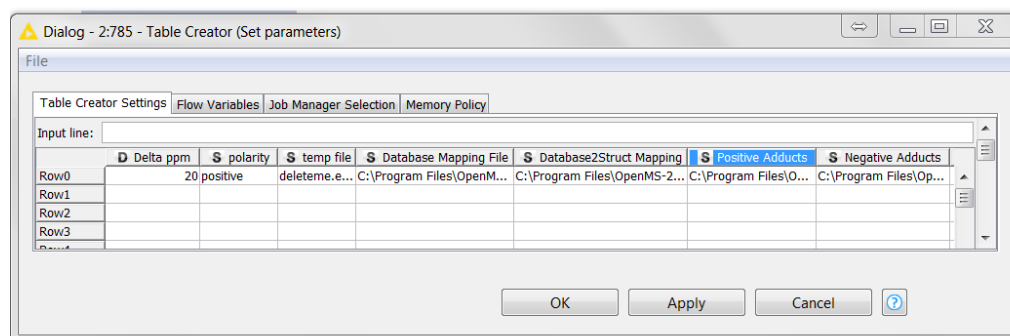 Dialog - 2:785 - Table Creator (Set parameters)
File
Table Creator Settings Flow Variables Job Manager Selection Memory Policy
Input line:
D Delta ppm S polarity S temp file S Database Mapping File S Database2Struct Mapping S Positive Adducts S Negative Adducts
Row0 20 positive deleteme.e... C:\Program Files\OpenM... C:\Program Files\OpenMS-2... C:\Program Files\O... C:\Program Files\Op...
Row1
Row2
Row3
OK Apply Cancel ?